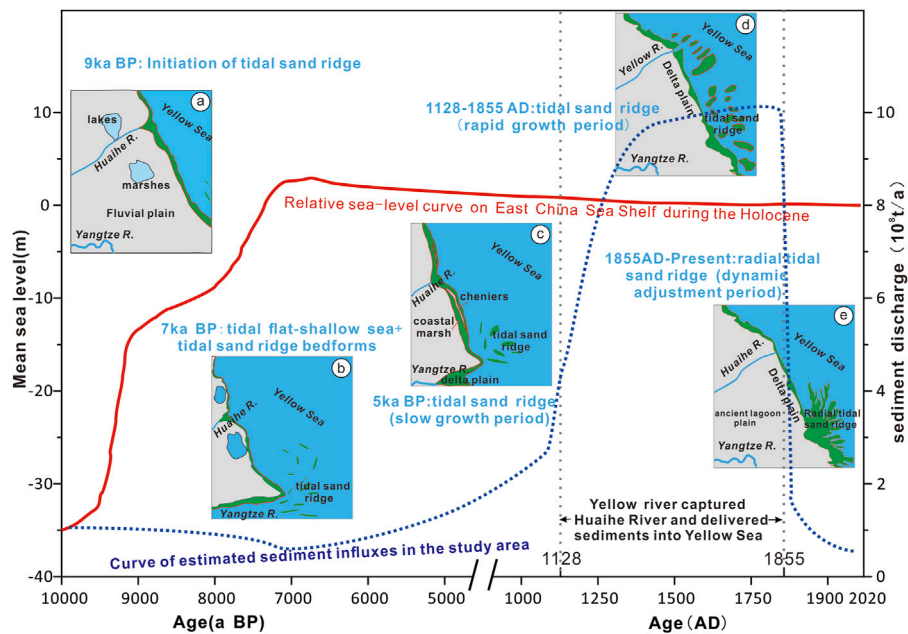 9ka BP: Initiation of tidal sand ridge
a
lakes
Yellow Sea
Huaihe R.
marshes
Fluvial plain
Yangtze R.
1128-1855 AD:tidal sand ridge
(rapid growth period)
d
Yellow Sea
Yellow R.
Delta plain
tidal sand
ridge
Yangtze R.
Relative sea-level curve on East China Sea Shelf during the Holocene
7ka BP: tidal flat-shallow sea+
tidal sand ridge bedforms
b
Huaihe R.
Yellow Sea
tidal sand
ridge
Yangtze R.
c
Yellow Sea
Huaihe R.
cheniers
coastal
marsh
tidal sand
ridge
Yangtze R.
delta plain
5ka BP:tidal sand ridge
(slow growth period)
1855AD-Present:radial tidal
sand ridge (dynamic
adjustment period)
e
Huaihe R.
Yellow Sea
Delta plain
ancient lagoon
plain
Radial tidal
sand ridge
Yangtze R.
Curve of estimated sediment influxes in the study area
Yellow river captured
Huaihe River and delivered
sediments into Yellow Sea
1128
1855
Mean sea level(m)
10
0
-10
-20
-30
-40
sediment discharge (10⁸t/a)
10
8
6
4
2
0
10000 9000 8000 7000 6000 5000 1000 1250 1500 1750 1900 2020
Age(a BP)
Age(AD)